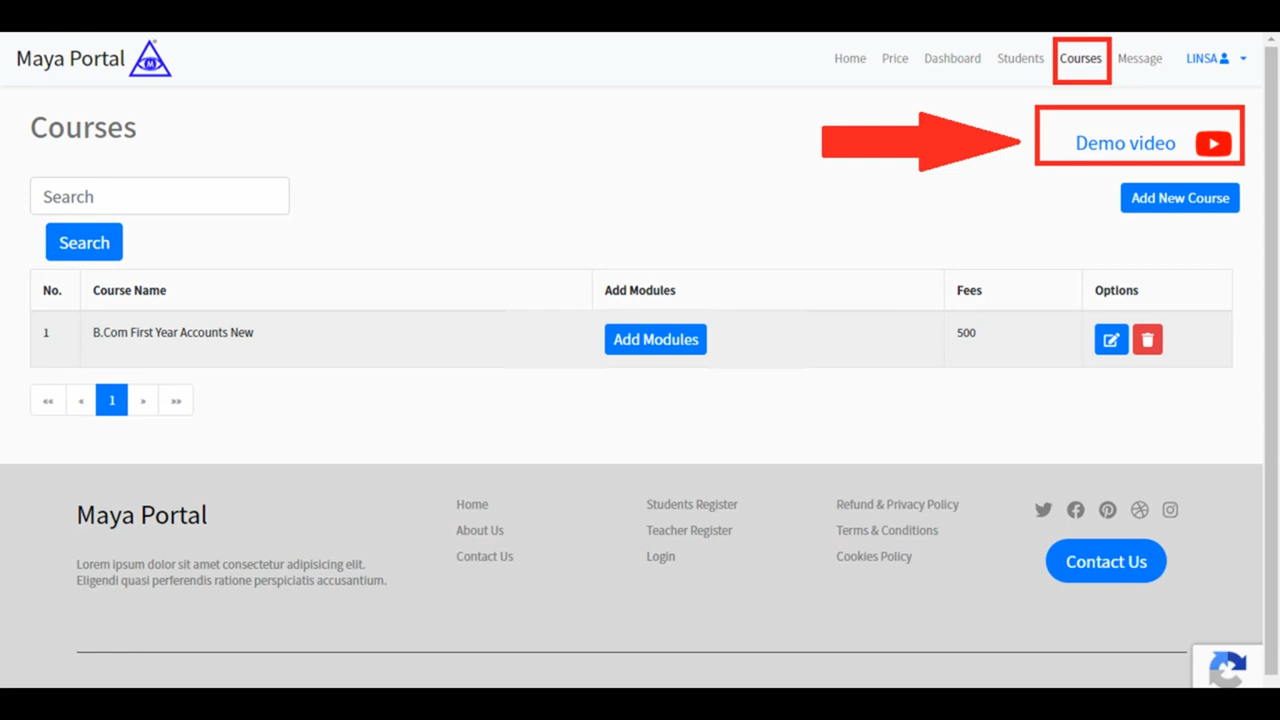 Maya Portal
Home Price Dashboard Students Courses Message LINSA
Courses
Demo video
Search
Add New Course
Search
No. Course Name Add Modules Fees Options
1 B.Com First Year Accounts New Add Modules 500
«« « 1 » »»
Maya Portal
Lorem ipsum dolor sit amet consectetur adipisicing elit.
Eligendi quasi perferendis ratione perspiciatis accusantium.
Home
About Us
Contact Us
Students Register
Teacher Register
Login
Refund & Privacy Policy
Terms & Conditions
Cookies Policy
Contact Us